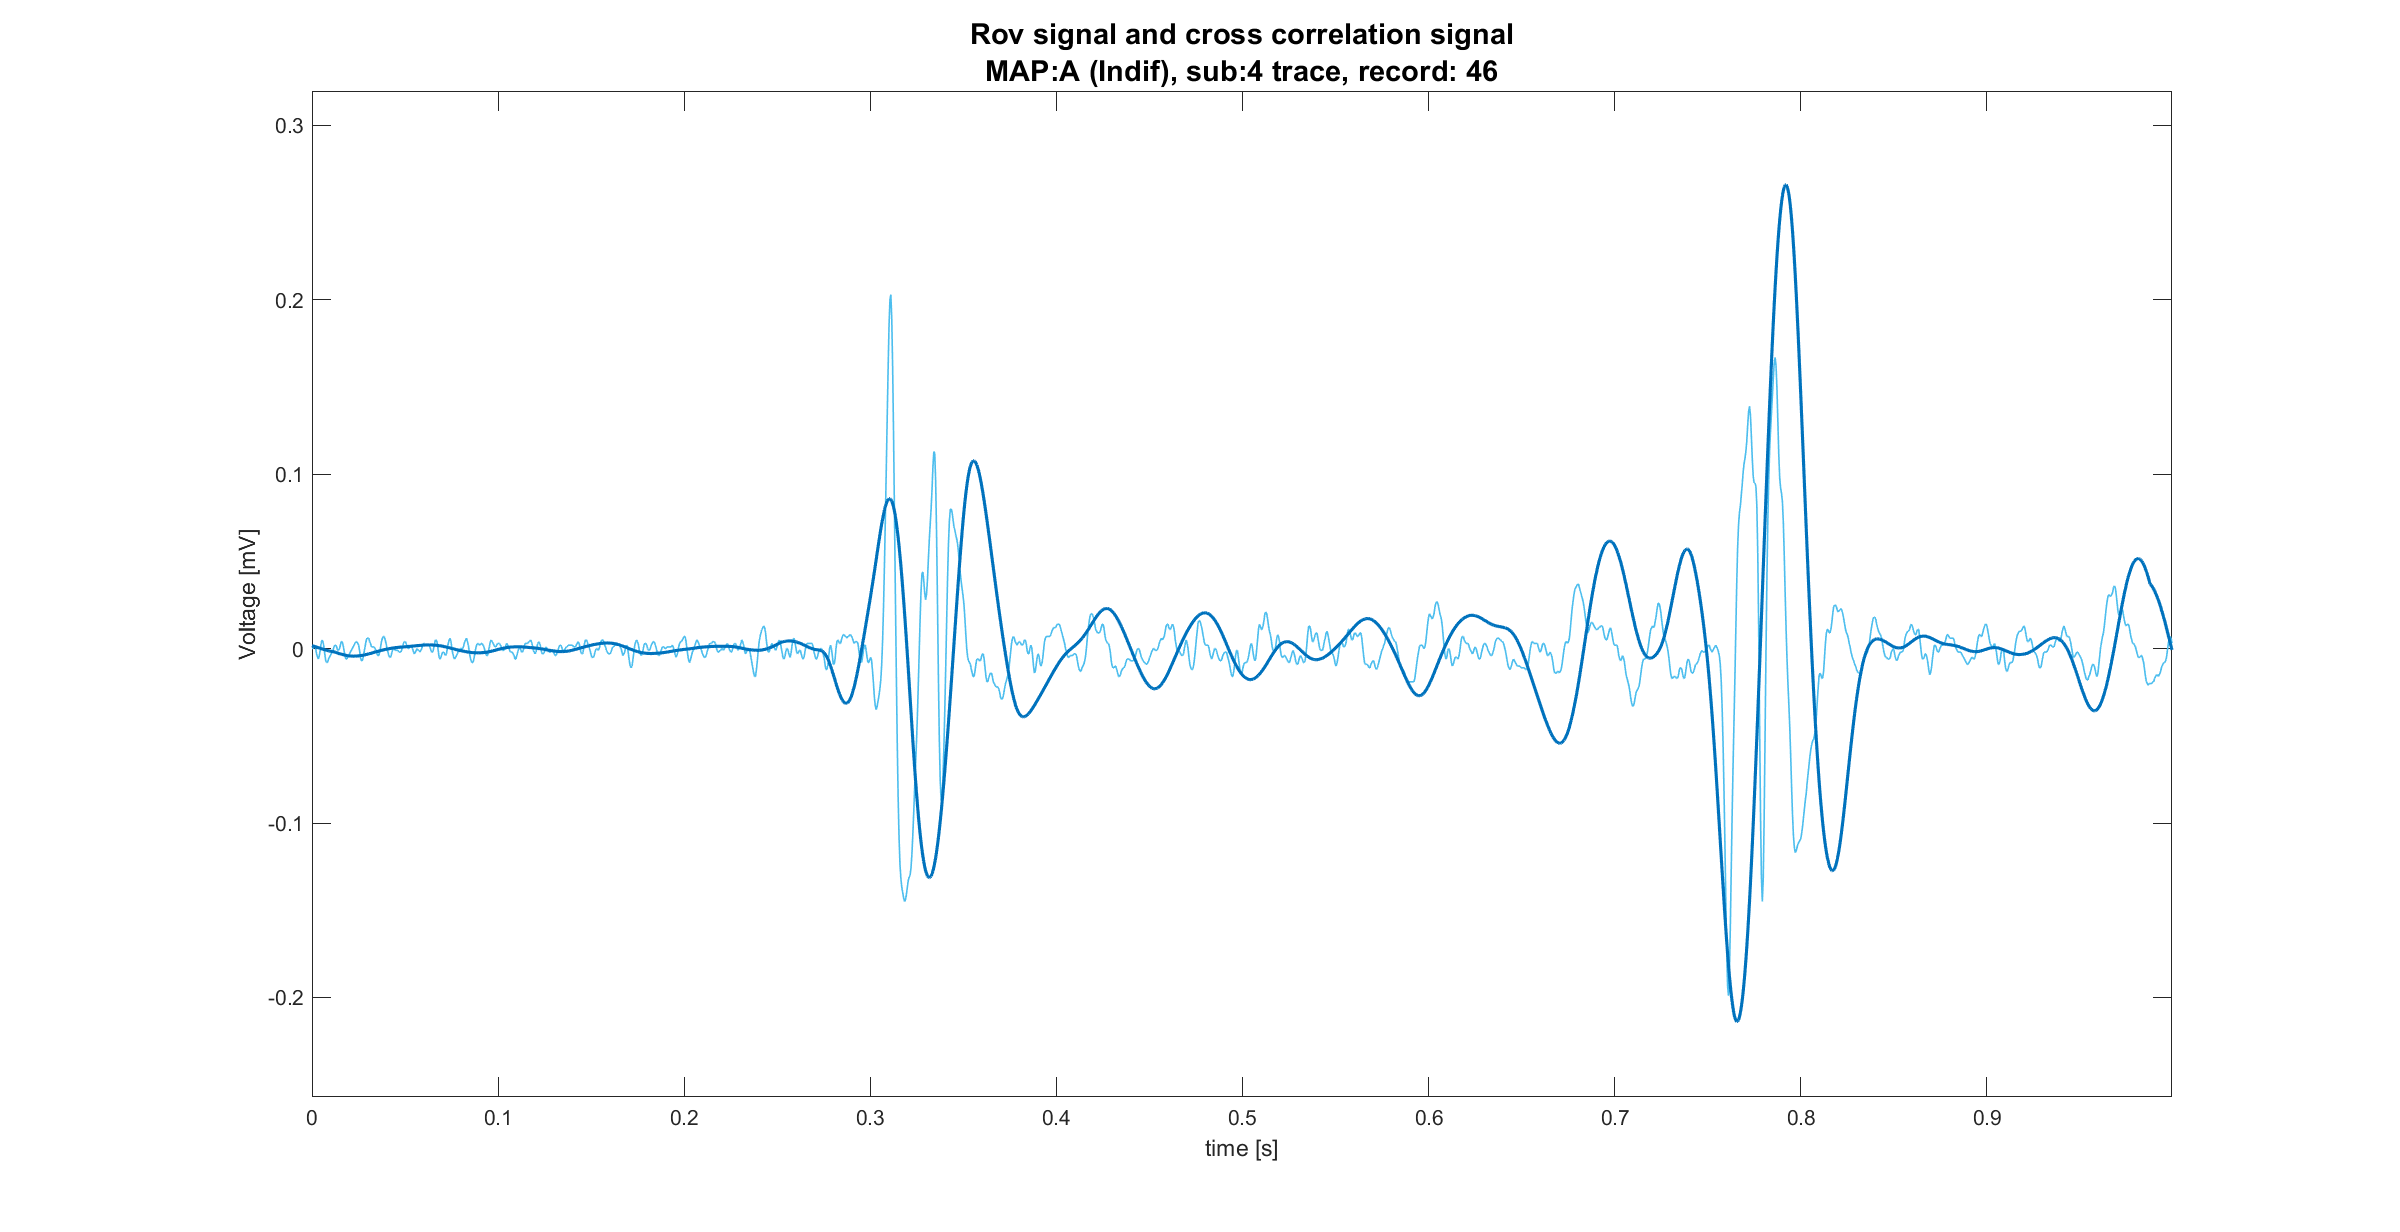 Rov signal and cross correlation signal
MAP:A (Indif), sub:4 trace, record: 46
0.3
0.2
0.1
0
-0.1
-0.2
Voltage [mV]
0 0.1 0.2 0.3 0.4 0.5 0.6 0.7 0.8 0.9
time [s]